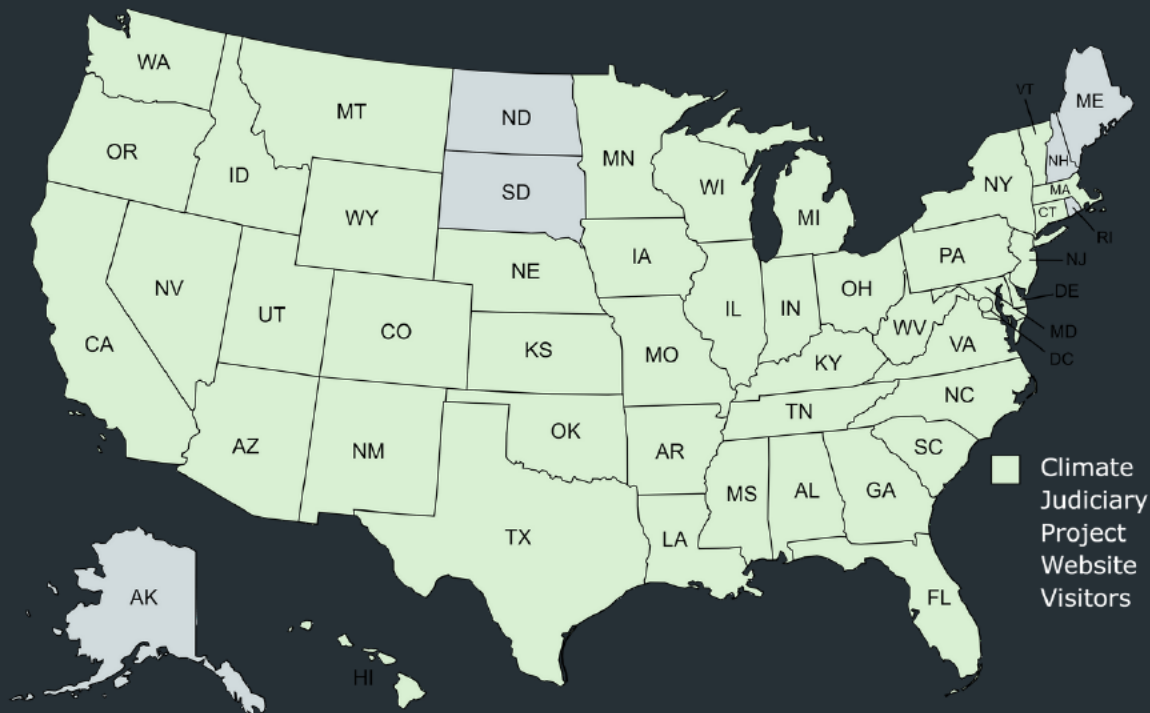 WA
MT
ND
MN
OR
ID
WY
SD
WI
MI
NY
VT
NH
ME
MA
CT
RI
NV
UT
CO
NE
IA
IL
IN
OH
PA
NJ
DE
MD
DC
CA
KS
MO
KY
WV
VA
AZ
NM
OK
AR
TN
NC
SC
TX
LA
MS
AL
GA
FL
AK
HI
Climate
Judiciary
Project
Website
Visitors